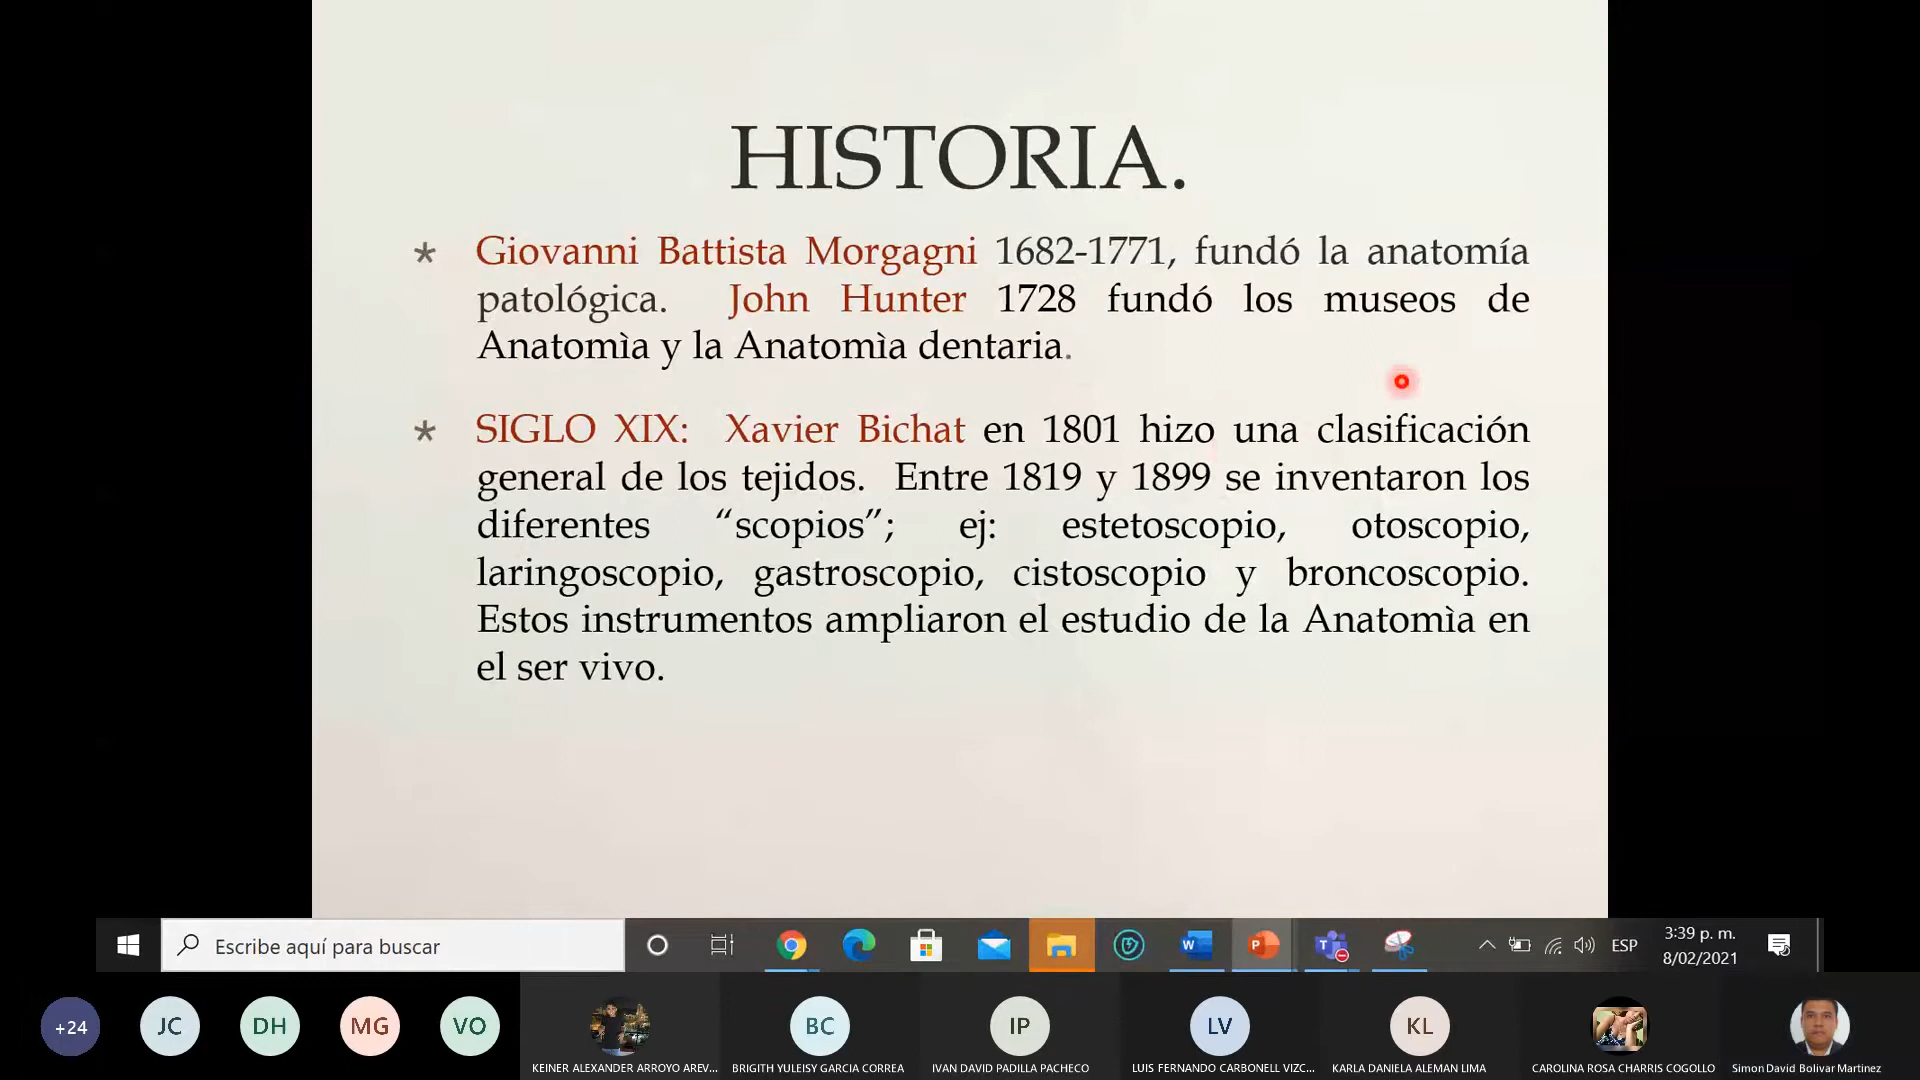 HISTORIA.
* Giovanni Battista Morgagni 1682-1771, fundó la anatomía
patológica. John Hunter 1728 fundó los museos de
Anatomìa y la Anatomìa dentaria.
* SIGLO XIX: Xavier Bichat en 1801 hizo una clasificación
general de los tejidos. Entre 1819 y 1899 se inventaron los
diferentes “scopios”; ej: estetoscopio, otoscopio,
laringoscopio, gastroscopio, cistoscopio y broncoscopio.
Estos instrumentos ampliaron el estudio de la Anatomìa en
el ser vivo.
Escribe aquí para buscar
ESP
3:39 p. m.
8/02/2021
+24
JC
DH
MG
VO
BC
IP
LV
KL
KEINER ALEXANDER ARROYO AREV...
BRIGITH YULEISY GARCIA CORREA
IVAN DAVID PADILLA PACHECO
LUIS FERNANDO CARBONELL VIZC...
KARLA DANIELA ALEMAN LIMA
CAROLINA ROSA CHARRIS COGOLLO
Simon David Bolivar Martinez